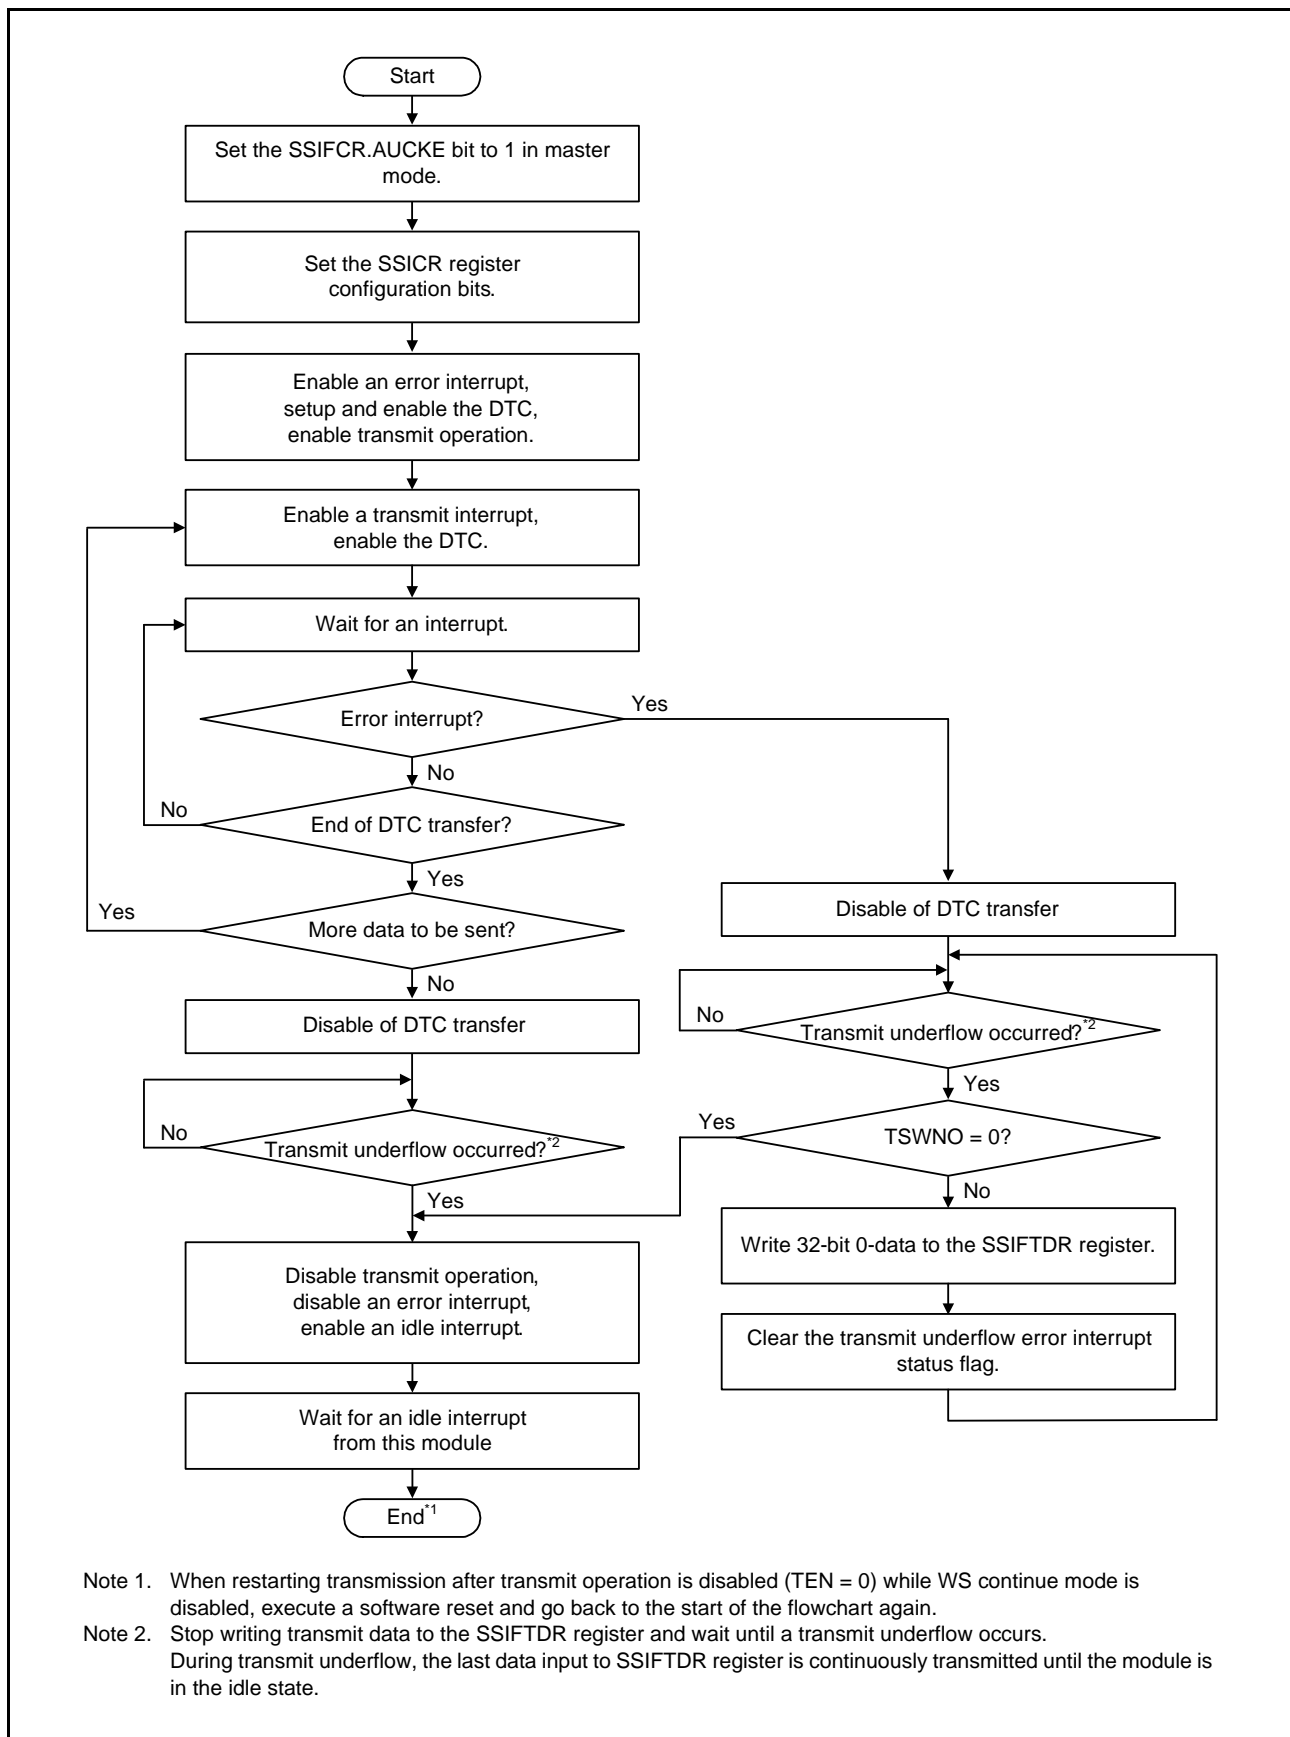 Start
Set the SSIFCR.AUCKE bit to 1 in master
mode.
Set the SSICR register
configuration bits.
Enable an error interrupt,
setup and enable the DTC,
enable transmit operation.
Enable a transmit interrupt,
enable the DTC.
Wait for an interrupt.
Error interrupt?
Yes
No
End of DTC transfer?
No
Yes
More data to be sent?
Yes
No
Disable of DTC transfer
Transmit underflow occurred?*2
No
Yes
Disable of DTC transfer
Transmit underflow occurred?*2
No
Yes
TSWNO = 0?
Yes
No
Write 32-bit 0-data to the SSIFTDR register.
Clear the transmit underflow error interrupt
status flag.
Disable transmit operation,
disable an error interrupt,
enable an idle interrupt.
Wait for an idle interrupt
from this module
End*1
Note 1. When restarting transmission after transmit operation is disabled (TEN = 0) while WS continue mode is
disabled, execute a software reset and go back to the start of the flowchart again.
Note 2. Stop writing transmit data to the SSIFTDR register and wait until a transmit underflow occurs.
During transmit underflow, the last data input to SSIFTDR register is continuously transmitted until the module is
in the idle state.